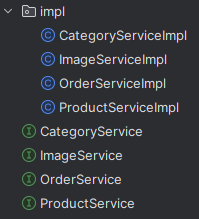 impl
CategoryServiceImpl
ImageServiceImpl
OrderServiceImpl
ProductServiceImpl
CategoryService
ImageService
OrderService
ProductService